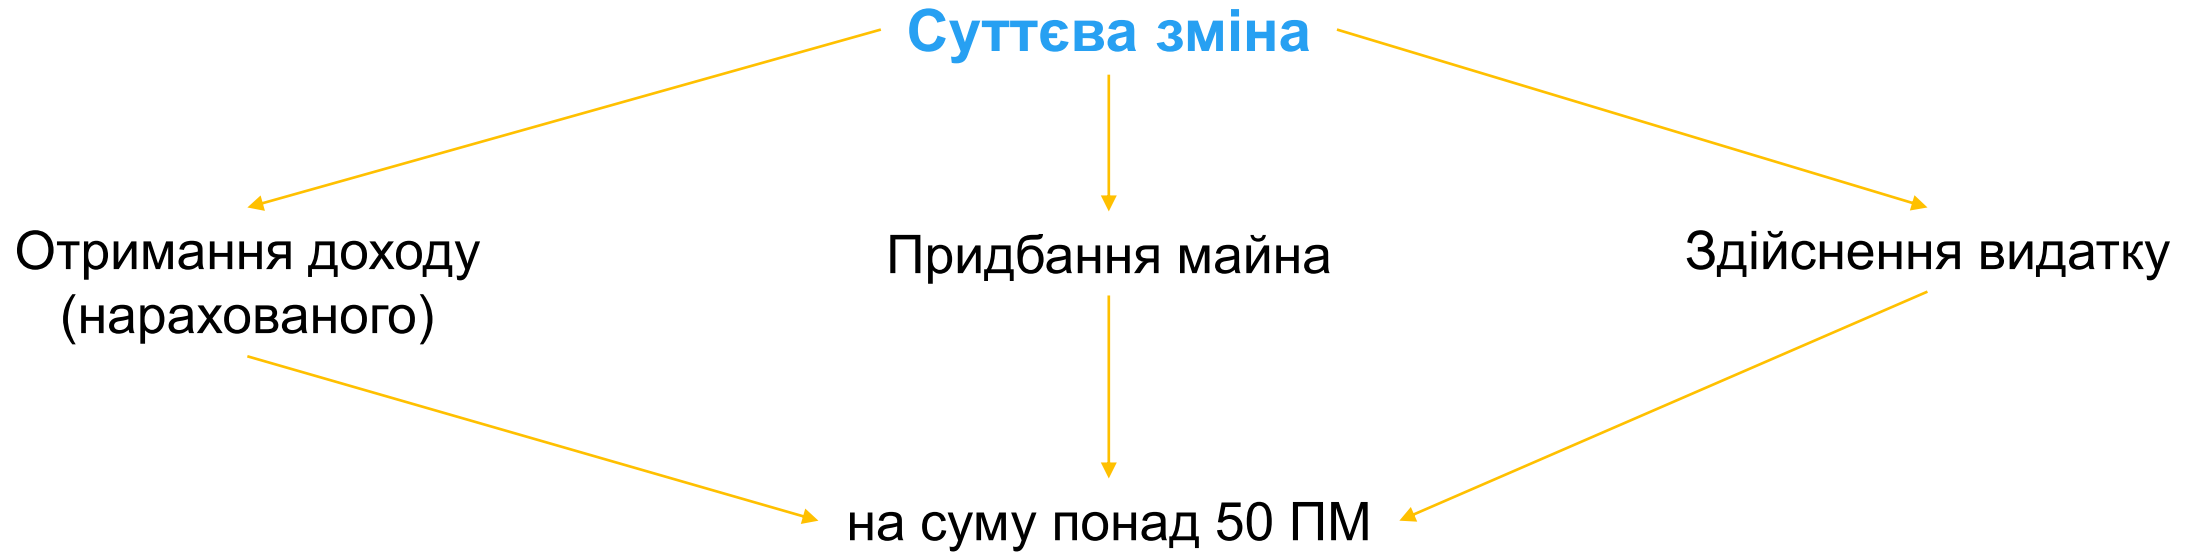 Суттєва зміна
Отримання доходу
(нарахованого)
Придбання майна
Здійснення видатку
на суму понад 50 ПМ